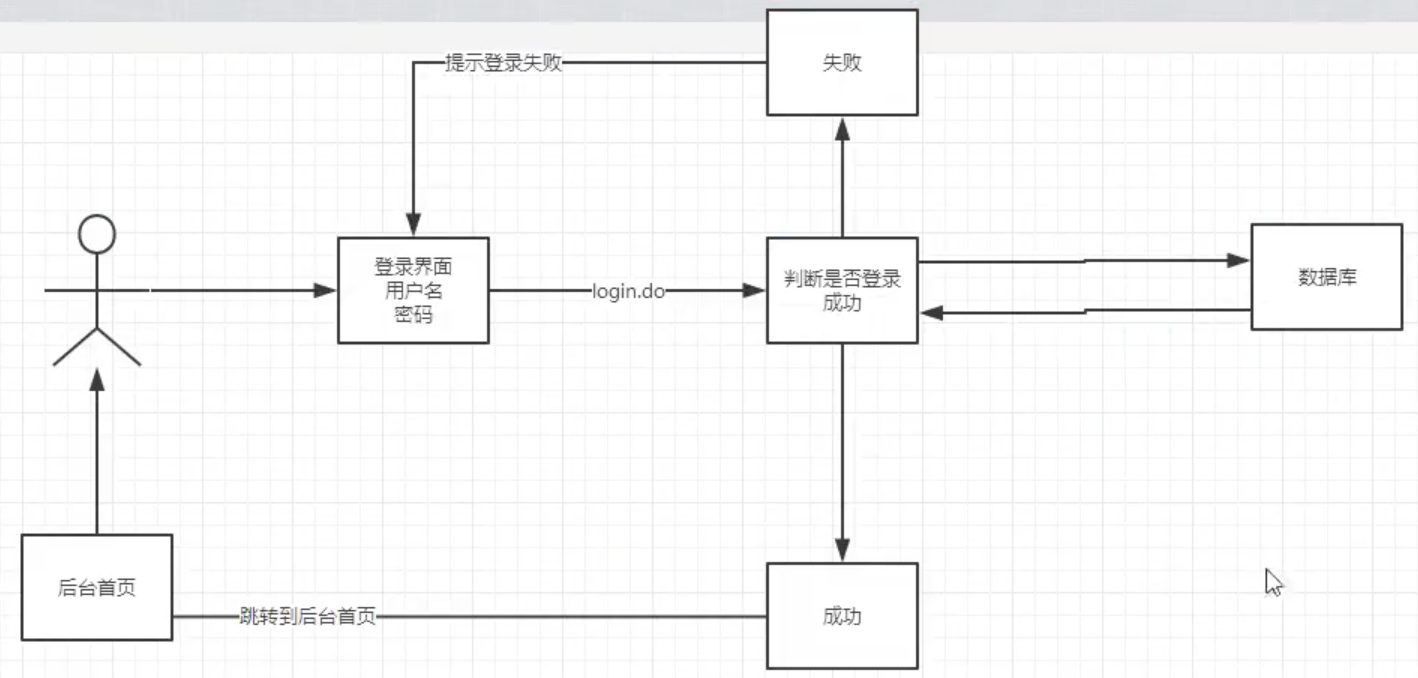 提示登录失败
失败
登录界面
用户名
密码
login.do
判断是否登录
成功
数据库
后台首页
跳转到后台首页
成功